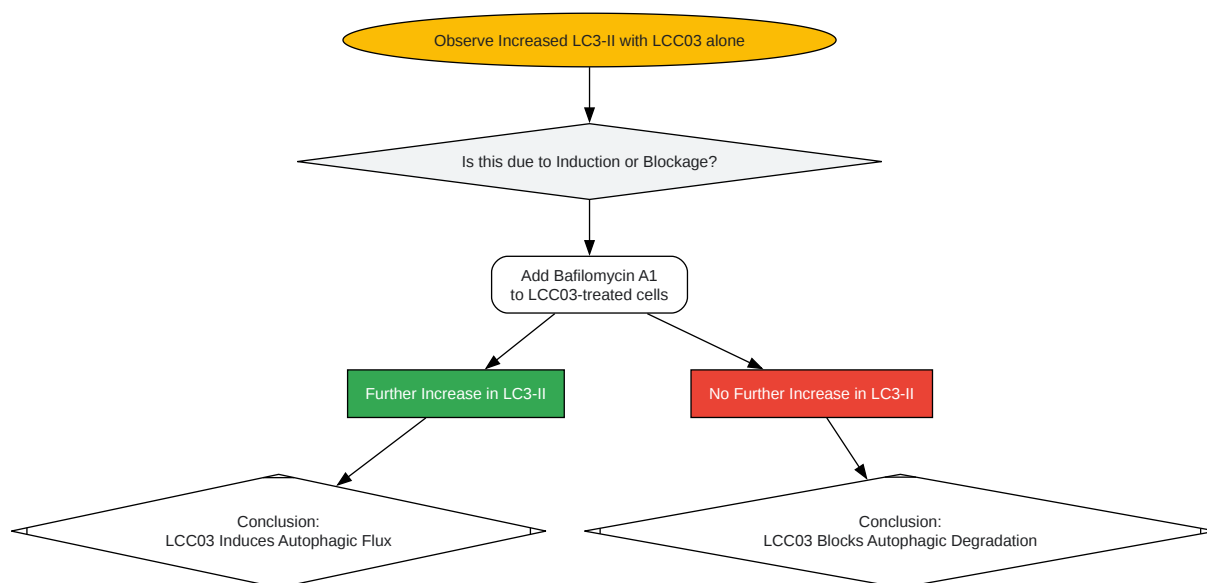 Observe Increased LC3-II with LCC03 alone
Is this due to Induction or Blockage?
Add Bafilomycin A1
to LCC03-treated cells
Further Increase in LC3-II
No Further Increase in LC3-II
Conclusion:
LCC03 Induces Autophagic Flux
Conclusion:
LCC03 Blocks Autophagic Degradation